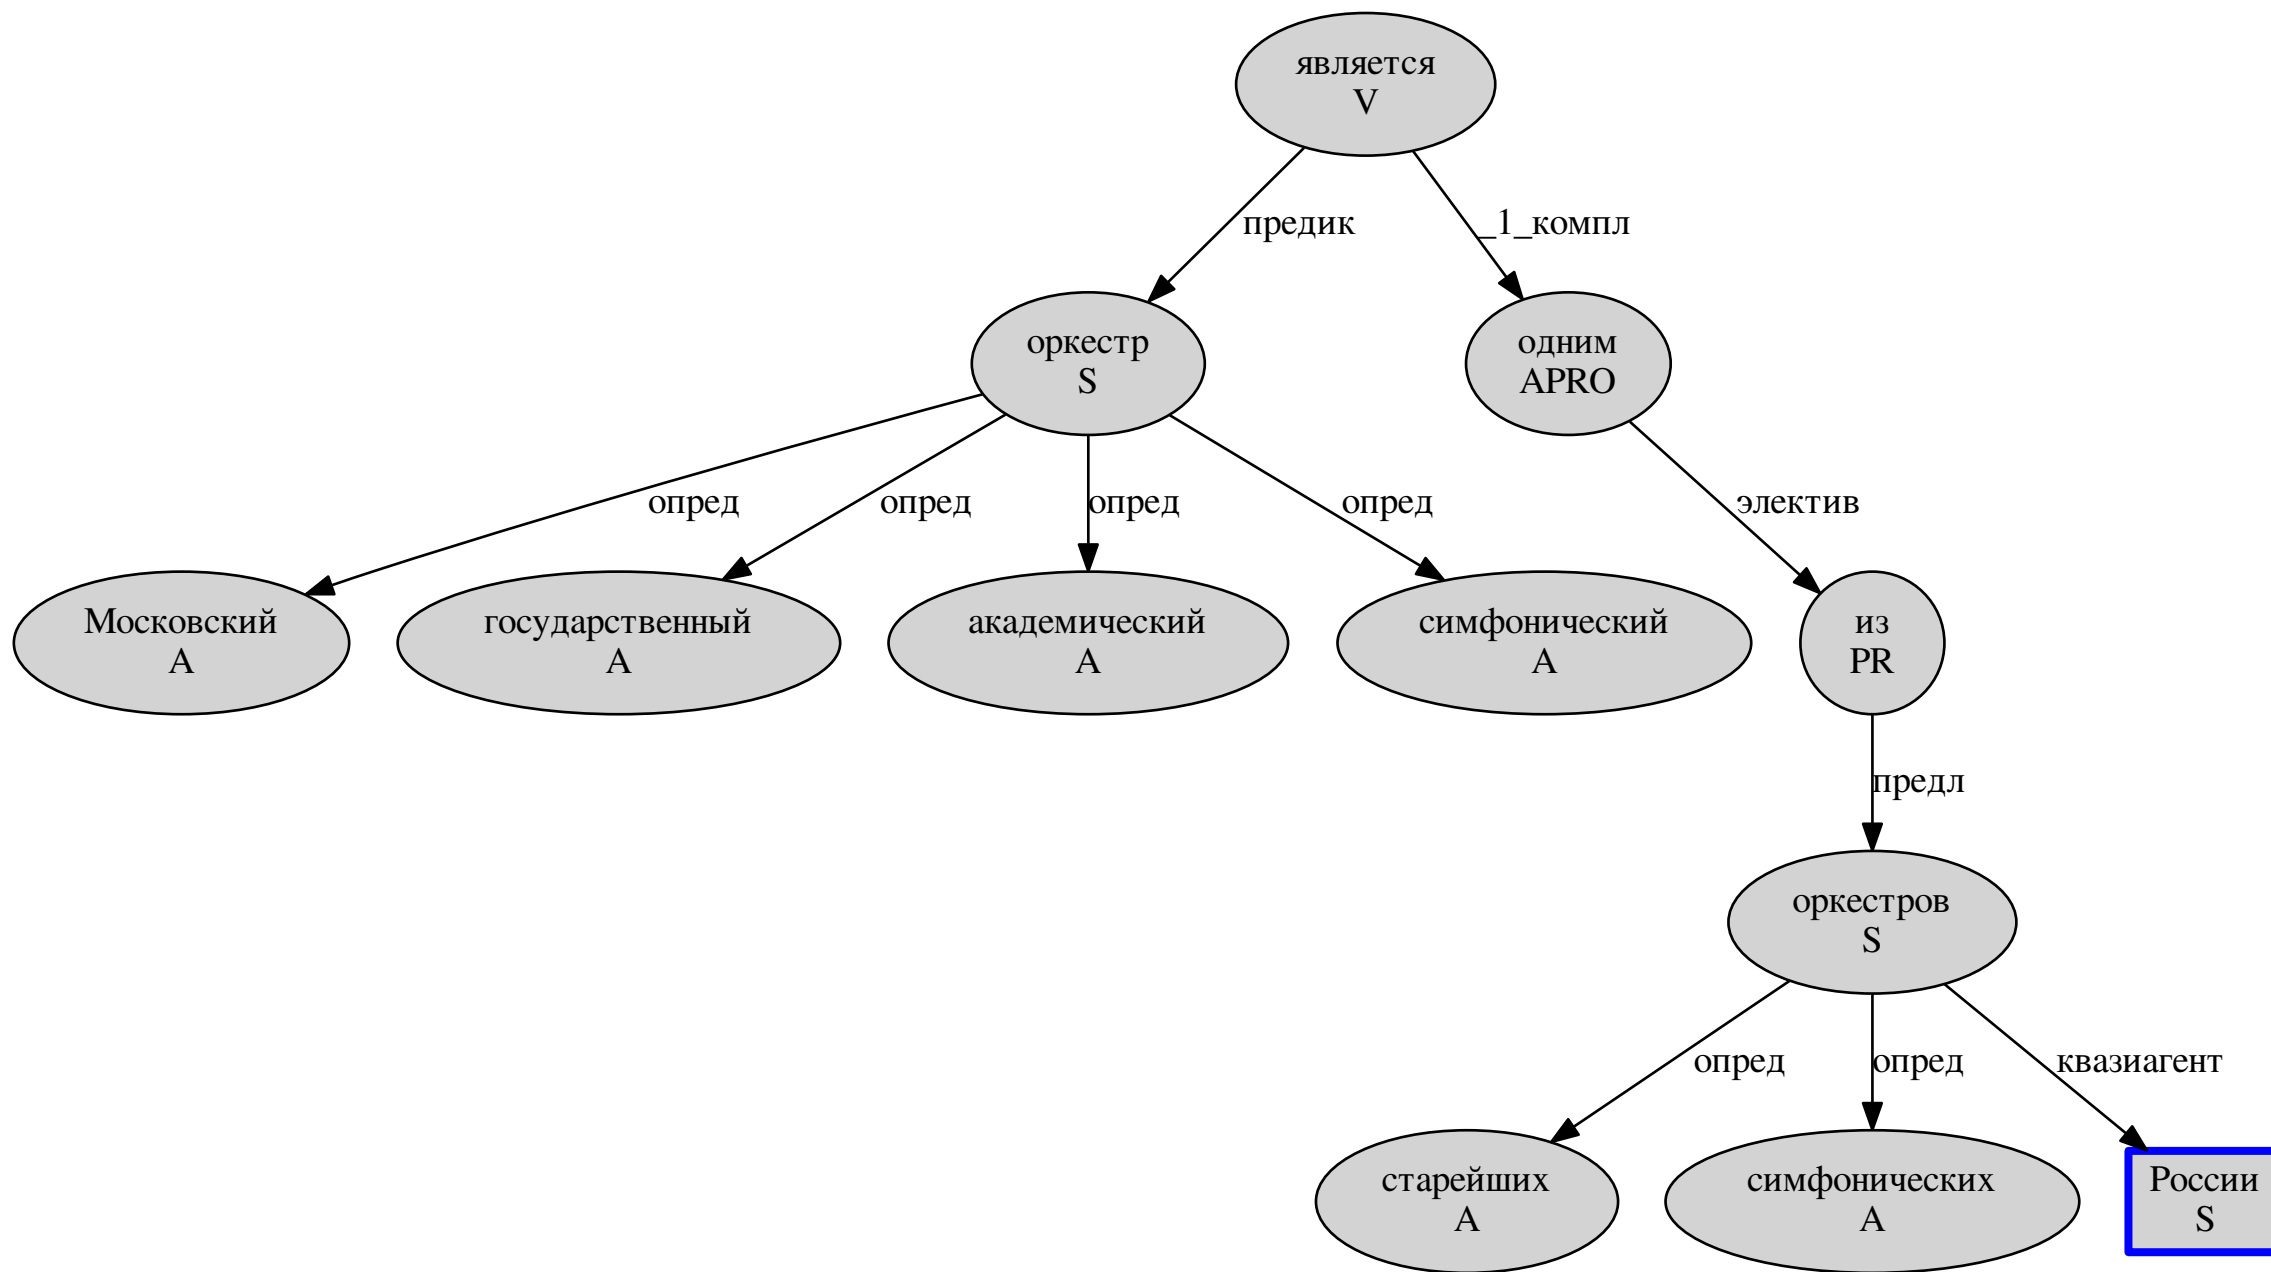 является
V
предик
_1_компл
оркестр
S
одним
APRO
опред
опред
опред
опред
электив
Московский
A
государственный
A
академический
A
симфонический
A
из
PR
предл
оркестров
S
опред
опред
квазиагент
старейших
A
симфонических
A
России
S